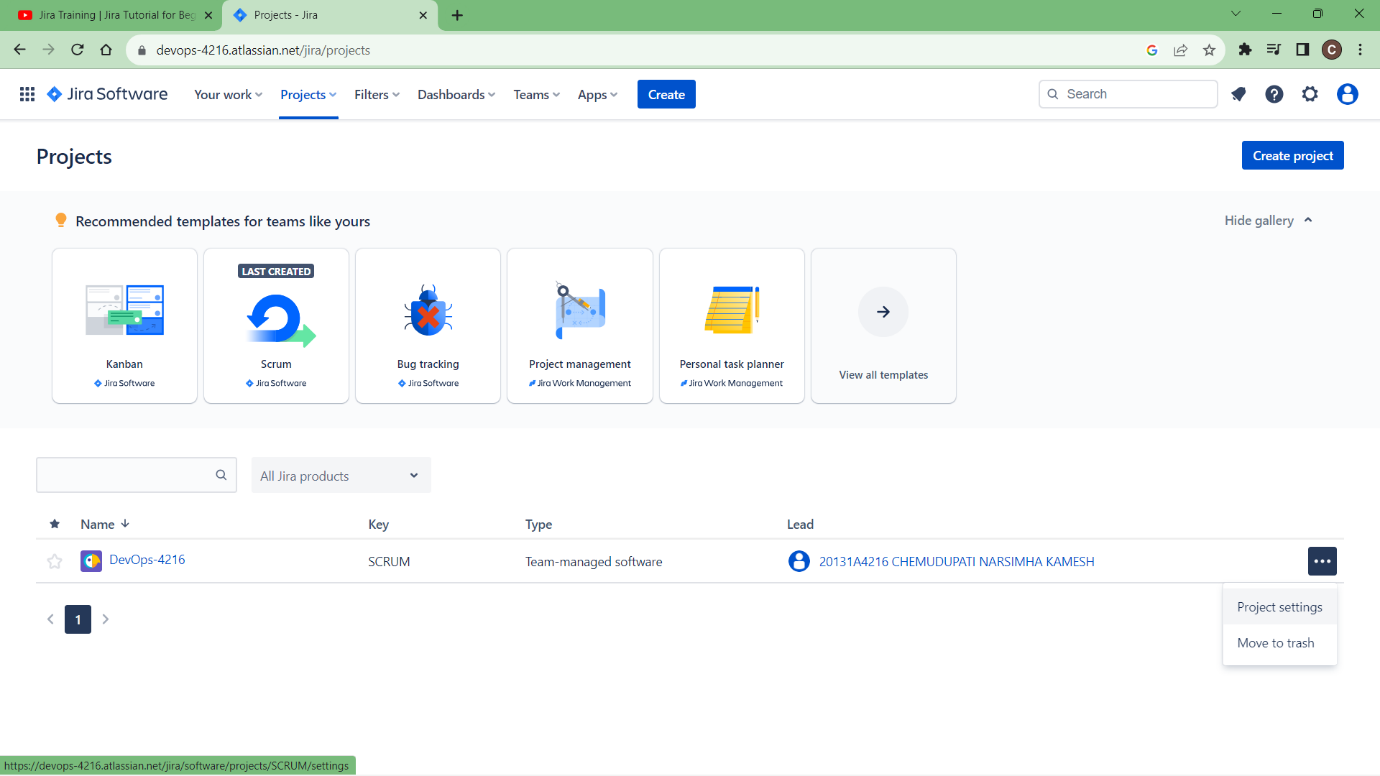 Jira Training | Jira Tutorial for Beg
Projects - Jira
devops-4216.atlassian.net/jira/projects
C
Jira Software
Your work
Projects
Filters
Dashboards
Teams
Apps
Create
Search
Projects
Create project
Recommended templates for teams like yours
Hide gallery
Kanban
Jira Software
LAST CREATED
Scrum
Jira Software
Bug tracking
Jira Software
Project management
Jira Work Management
Personal task planner
Jira Work Management
View all templates
All Jira products
Name
Key
Type
Lead
DevOps-4216
SCRUM
Team-managed software
20131A4216 CHEMUDUPATI NARSIMHA KAMESH
1
Project settings
Move to trash
https://devops-4216.atlassian.net/jira/software/projects/SCRUM/settings